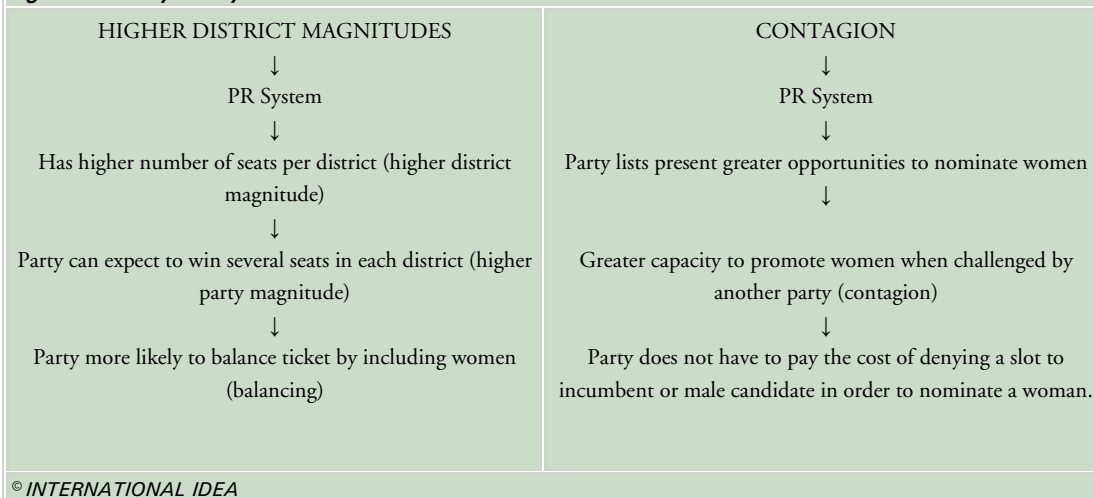 HIGHER DISTRICT MAGNITUDES
↓
PR System
↓
Has higher number of seats per district (higher district
magnitude)
↓
Party can expect to win several seats in each district (higher
party magnitude)
↓
Party more likely to balance ticket by including women
(balancing)
CONTAGION
↓
PR System
↓
Party lists present greater opportunities to nominate women
↓
Greater capacity to promote women when challenged by
another party (contagion)
↓
Party does not have to pay the cost of denying a slot to
incumbent or male candidate in order to nominate a woman.
© INTERNATIONAL IDEA